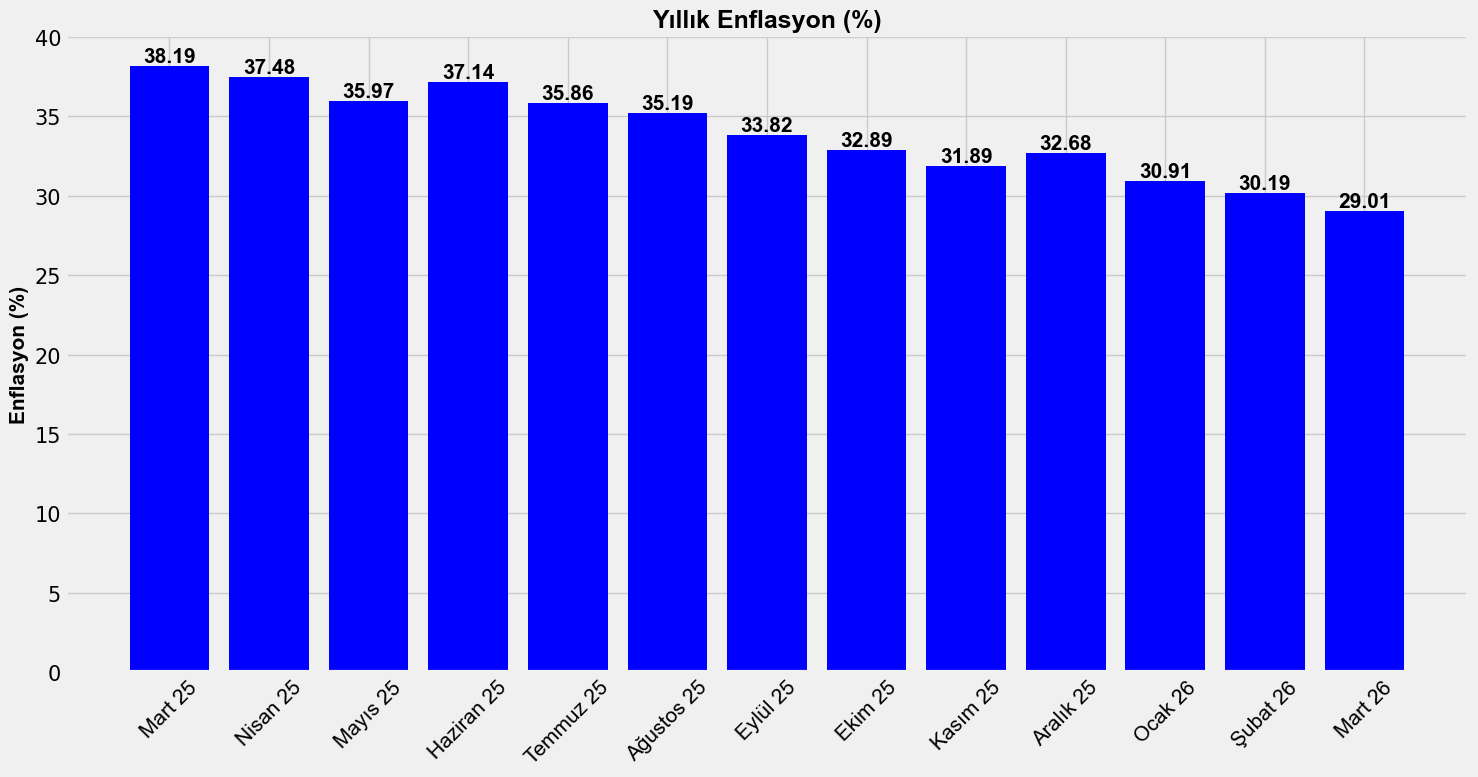 Yıllık Enflasyon (%)
Enflasyon (%)
40
35
30
25
20
15
10
5
0
38.19
37.48
35.97
37.14
35.86
35.19
33.82
32.89
31.89
32.68
30.91
30.19
29.01
Mart 25
Nisan 25
Mayıs 25
Haziran 25
Temmuz 25
Ağustos 25
Eylül 25
Ekim 25
Kasım 25
Aralık 25
Ocak 26
Şubat 26
Mart 26